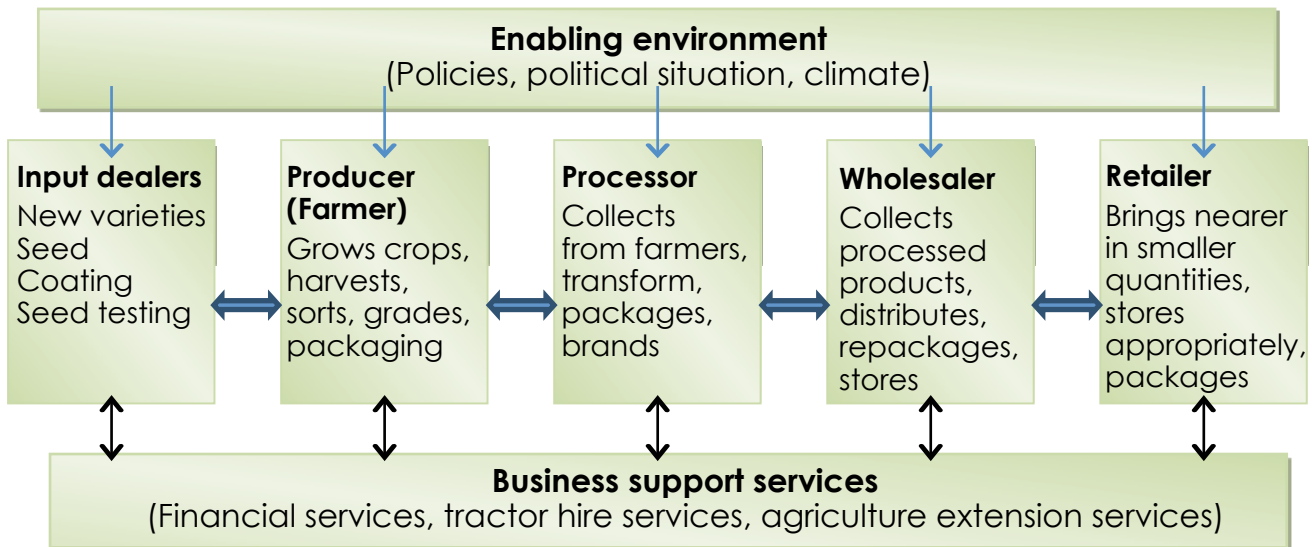 Enabling environment
(Policies, political situation, climate)
Input dealers
New varieties
Seed
Coating
Seed testing
Producer
(Farmer)
Grows crops,
harvests,
sorts, grades,
packaging
Processor
Collects
from farmers,
transform,
packages,
brands
Wholesaler
Collects
processed
products,
distributes,
repackages,
stores
Retailer
Brings nearer
in smaller
quantities,
stores
appropriately,
packages
Business support services
(Financial services, tractor hire services, agriculture extension services)